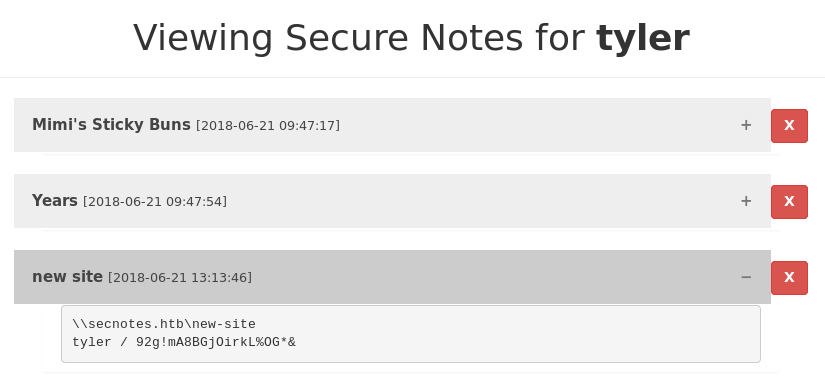 Viewing Secure Notes for tyler
Mimi's Sticky Buns [2018-06-21 09:47:17] + X
Years [2018-06-21 09:47:54] + X
new site [2018-06-21 13:13:46] − X
\\secnotes.htb\new-site
tyler / 92g!mA8BGjOirkL%OG*&